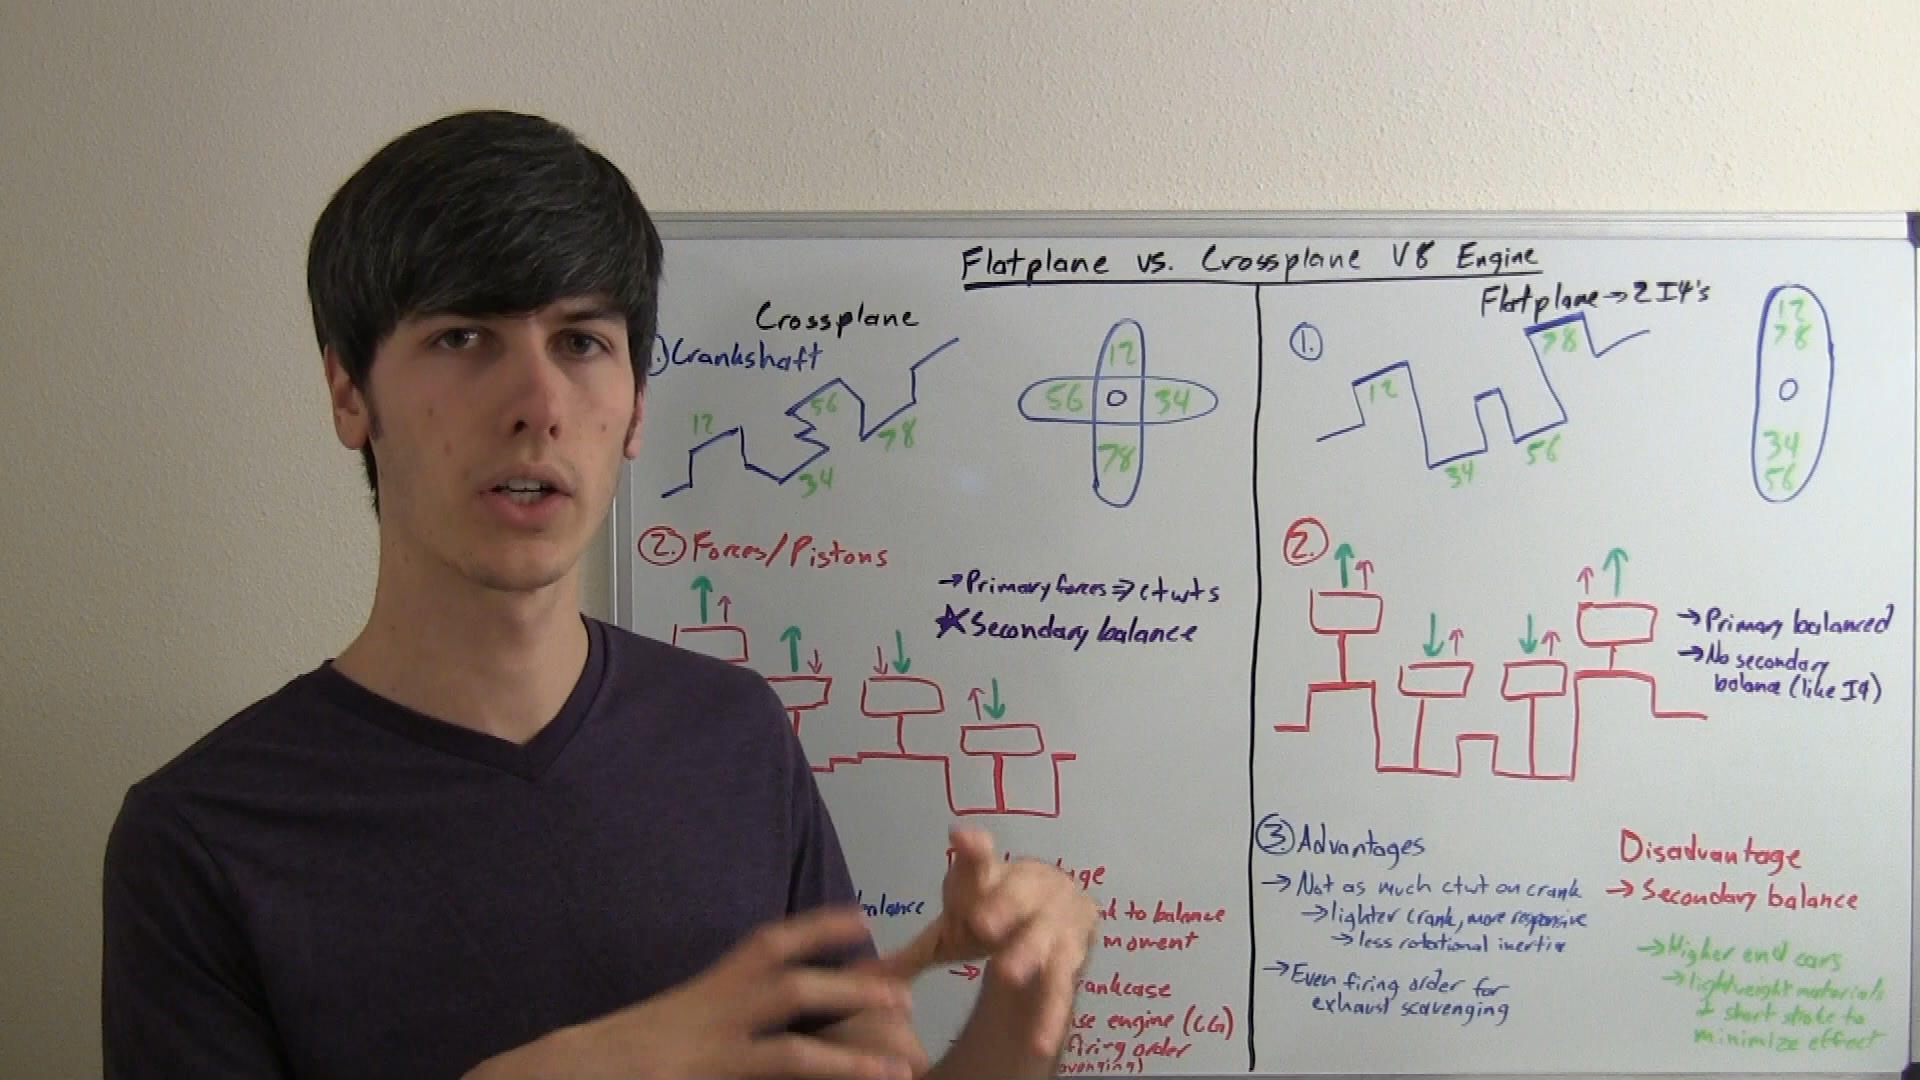 Flatplane vs. Crossplane V8 Engine
Crossplane
1.) Crankshaft
12
56
34
78
12
56 O 34
78
2. Forces/Pistons
→ Primary forces ⇒ ctwts
★ Secondary balance
balance
to balance
moment
→
rankcase
ise engine (CG)
firing order
Flatplane → 2 I4's
1.
12
34
56
78
12
78
O
34
56
2.
→ Primary balanced
→ No secondary
balance (like I4)
3. Advantages
→ Not as much ctwt on crank
→ lighter crank, more responsive
→ less rotational inertia
→ Even firing order for
exhaust scavenging
Disadvantage
→ Secondary balance
→ Higher end cars
→ lightweight materials
+ short stroke to
minimize effect